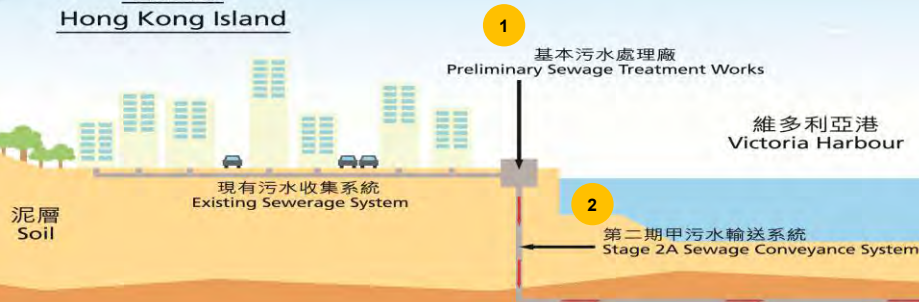 Hong Kong Island
1
基本污水處理廠
Preliminary Sewage Treatment Works
維多利亞港
Victoria Harbour
現有污水收集系統
Existing Sewerage System
泥層
Soil
2
第二期甲污水輸送系統
Stage 2A Sewage Conveyance System